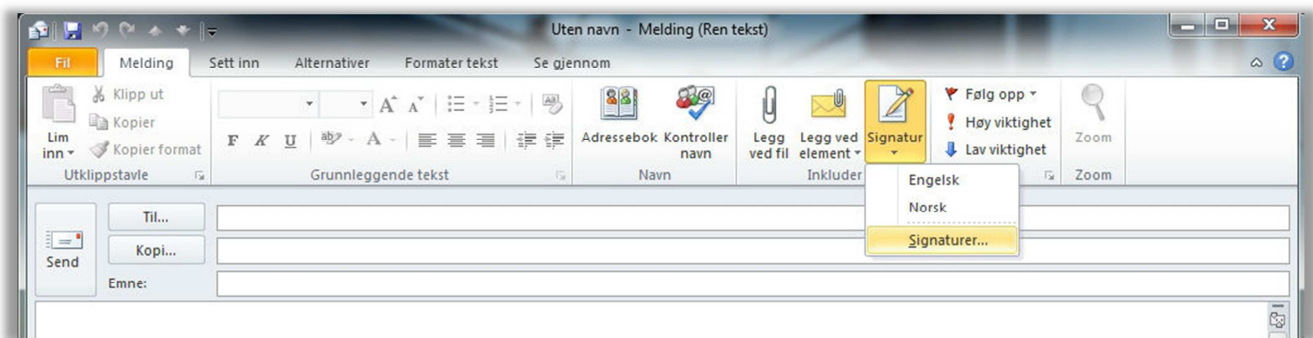 Uten navn - Melding (Ren tekst)
Fil Melding Sett inn Alternativer Formater tekst Se gjennom
Lim inn
Klipp ut
Kopier
Kopier format
Utklippstavle
F K U
Grunnleggende tekst
Adressebok
Kontroller navn
Navn
Legg ved fil
Legg ved element
Signatur
Inkluder
Følg opp
Høy viktighet
Lav viktighet
Zoom
Zoom
Engelsk
Norsk
Signaturer...
Send
Til...
Kopi...
Emne: